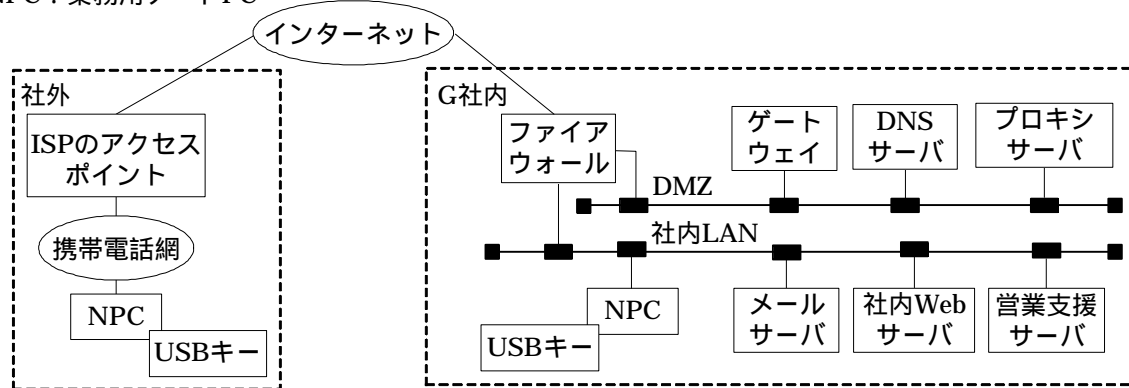 NPC:業務用ノートPC
インターネット
社外
ISPのアクセス
ポイント
携帯電話網
NPC
USBキー
G社内
ファイア
ウォール
ゲート
ウェイ
DNS
サーバ
プロキシ
サーバ
DMZ
社内LAN
NPC
USBキー
メール
サーバ
社内Web
サーバ
営業支援
サーバ